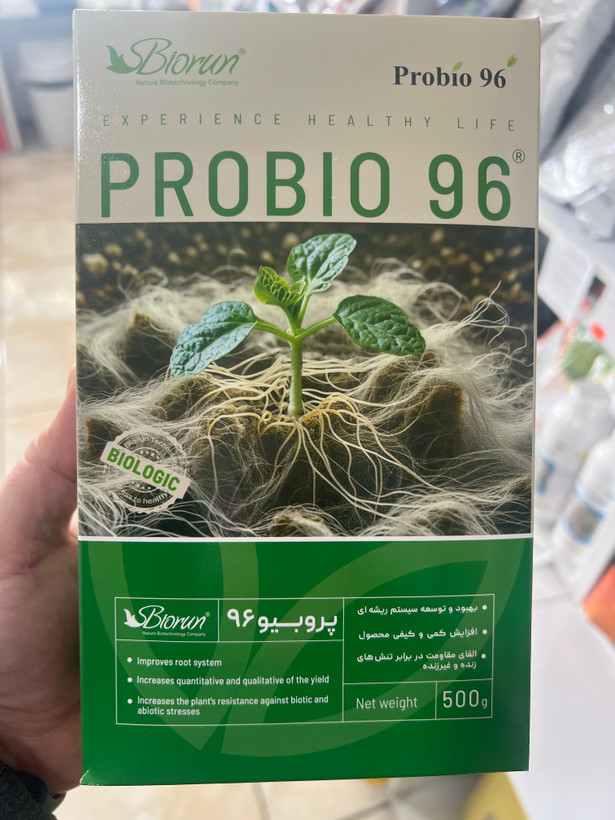 Biorun®
Nature Biotechnology Company
Probio 96
EXPERIENCE HEALTHY LIFE
PROBIO 96®
BIOLOGIC
Biorun®
Nature Biotechnology Company
پروبیو ۹۶
• Improves root system
• Increases quantitative and qualitative of the yield
• Increases the plant's resistance against biotic and
abiotic stresses
• بهبود و توسعه سیستم ریشه ای
• افزایش کمی و کیفی محصول
• القای مقاومت در برابر تنش های
زنده و غیرزنده
Net weight
500g